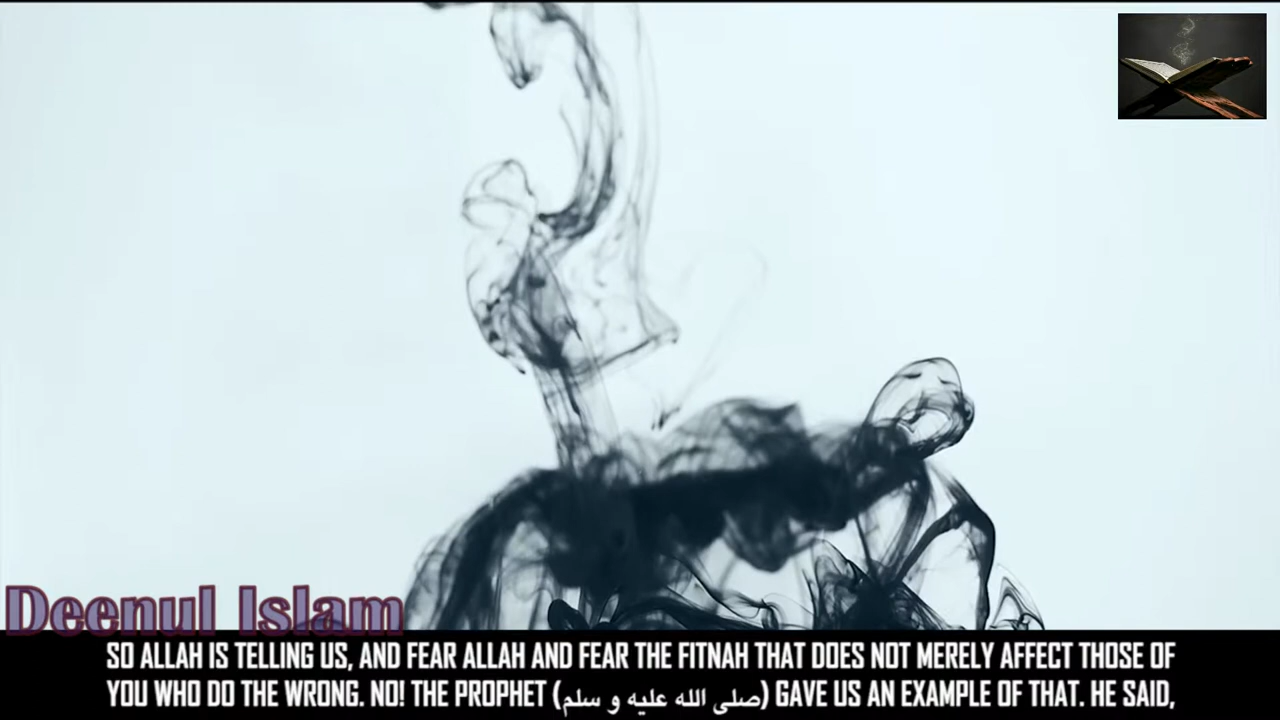 Deenul Islam
SO ALLAH IS TELLING US, AND FEAR ALLAH AND FEAR THE FITNAH THAT DOES NOT MERELY AFFECT THOSE OF
YOU WHO DO THE WRONG. NO! THE PROPHET (صلى الله عليه و سلم) GAVE US AN EXAMPLE OF THAT. HE SAID,